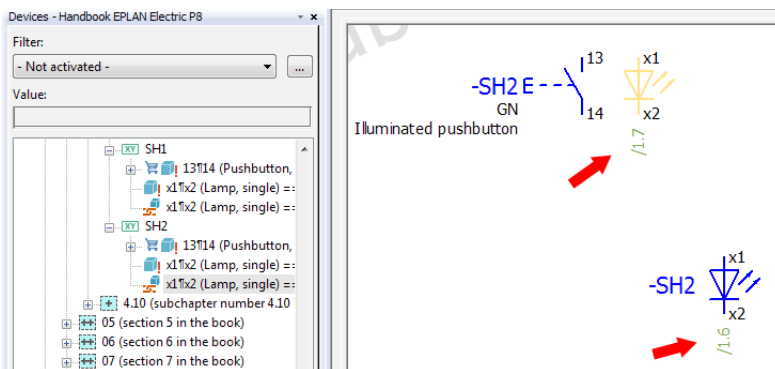 Devices - Handbook EPLAN Electric P8
Filter:
- Not activated -
...
Value:
XY SH1
13¶14 (Pushbutton,
x1¶x2 (Lamp, single) =:
x1¶x2 (Lamp, single) =:
XY SH2
13¶14 (Pushbutton,
x1¶x2 (Lamp, single) =:
x1¶x2 (Lamp, single) =:
4.10 (subchapter number 4.10
05 (section 5 in the book)
06 (section 6 in the book)
07 (section 7 in the book)
-SH2
GN
Illuminated pushbutton
13
14
x1
x2
/1.7
-SH2
x1
x2
/1.6